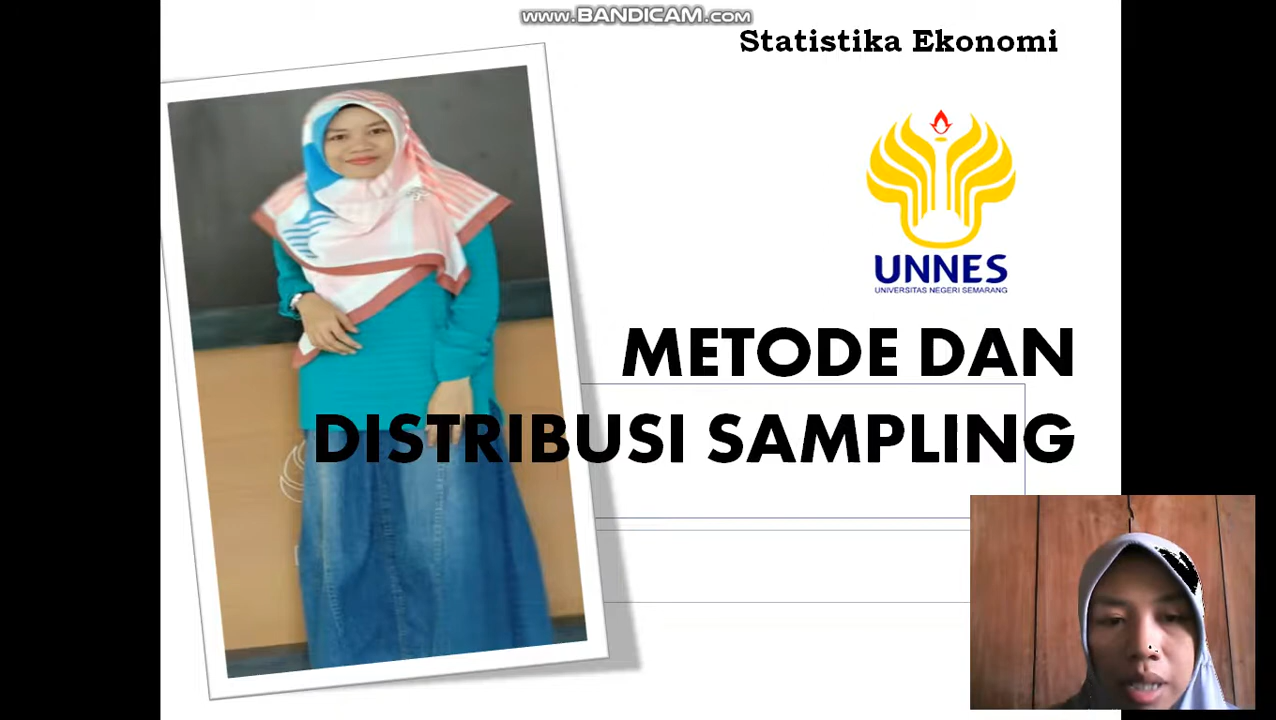 www.BANDICAM.com
Statistika Ekonomi
UNNES
UNIVERSITAS NEGERI SEMARANG
METODE DAN
DISTRIBUSI SAMPLING